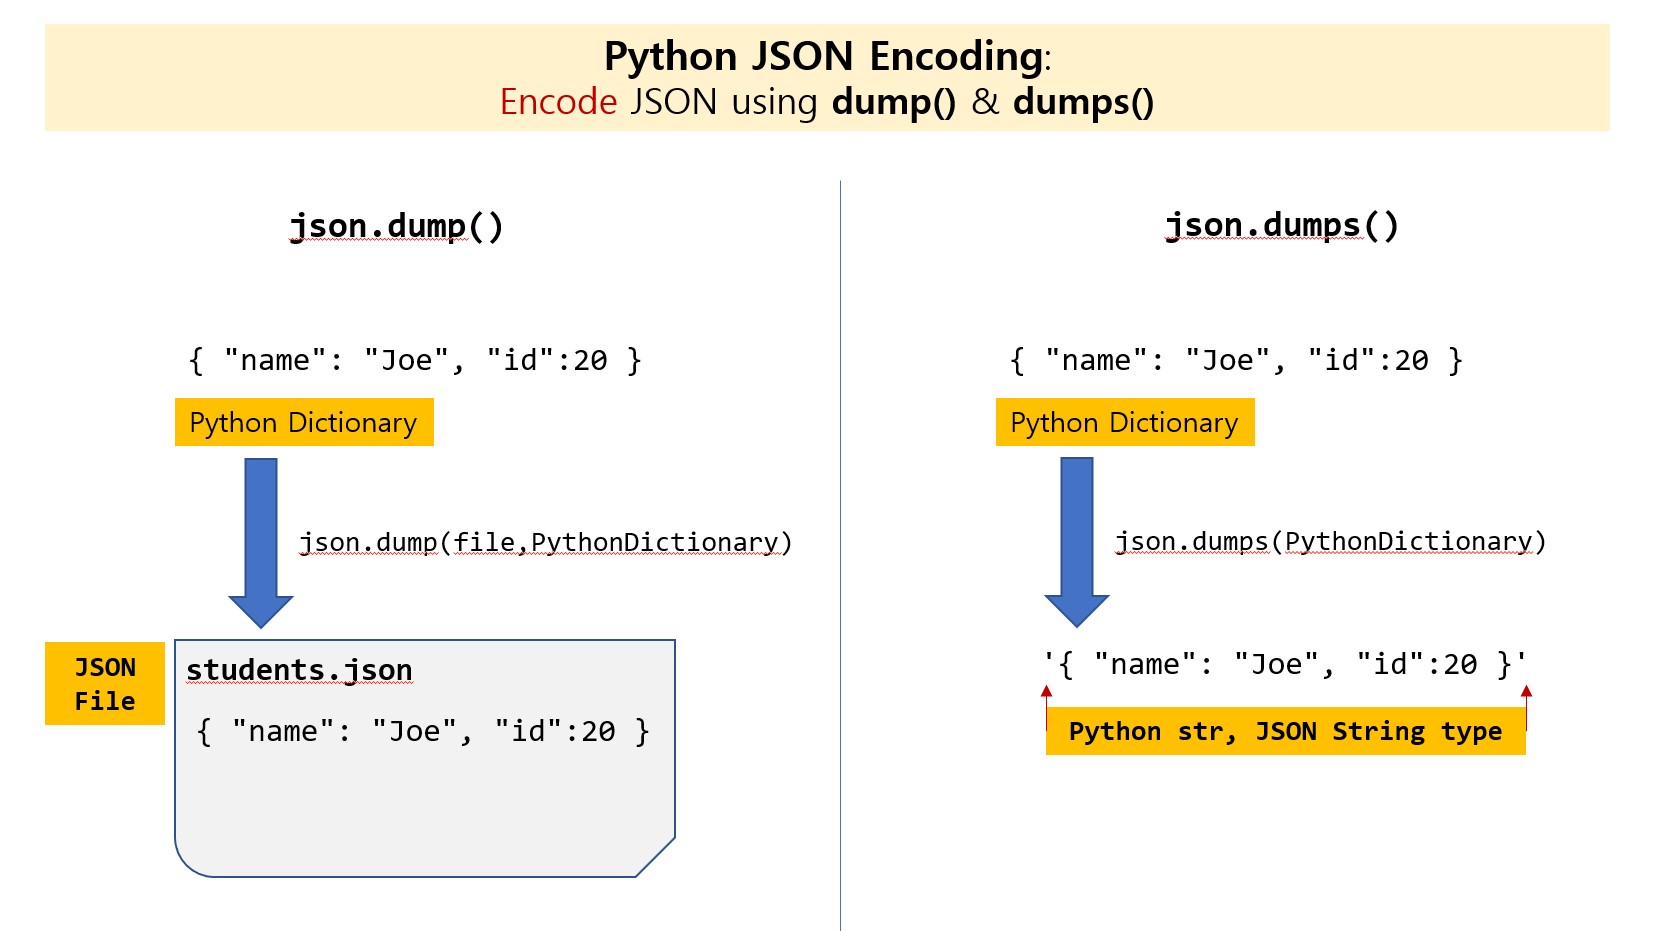 Python JSON Encoding:
Encode JSON using dump() & dumps()
json.dump()
{ "name": "Joe", "id":20 }
Python Dictionary
json.dump(file,PythonDictionary)
JSON
File
students.json
{ "name": "Joe", "id":20 }
json.dumps()
{ "name": "Joe", "id":20 }
Python Dictionary
json.dumps(PythonDictionary)
'{ "name": "Joe", "id":20 }'
Python str, JSON String type